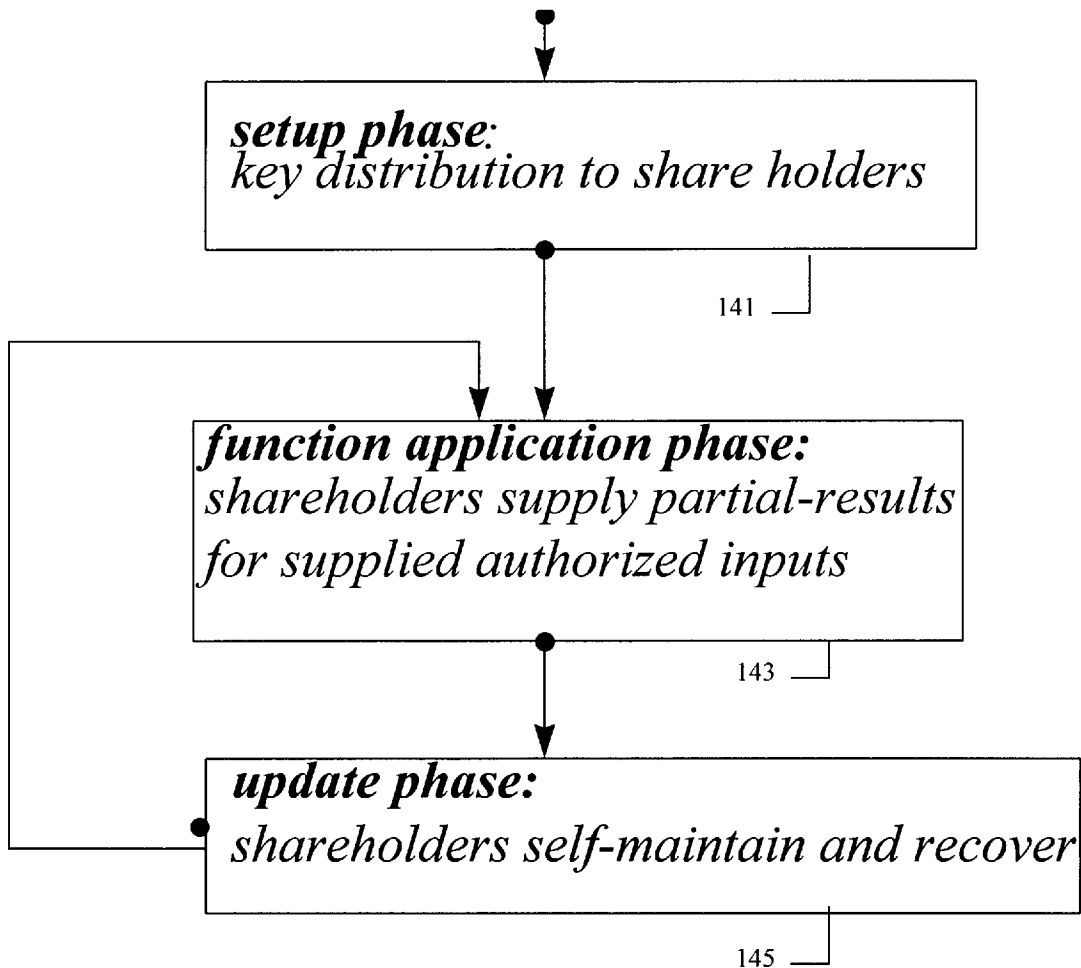 setup phase:
key distribution to share holders
141
function application phase:
shareholders supply partial-results
for supplied authorized inputs
143
update phase:
shareholders self-maintain and recover
145